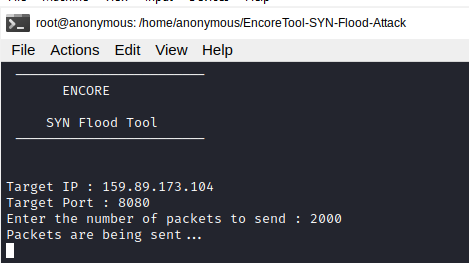 root@anonymous: /home/anonymous/EncoreTool-SYN-Flood-Attack
File Actions Edit View Help
ENCORE
SYN Flood Tool
Target IP : 159.89.173.104
Target Port : 8080
Enter the number of packets to send : 2000
Packets are being sent...